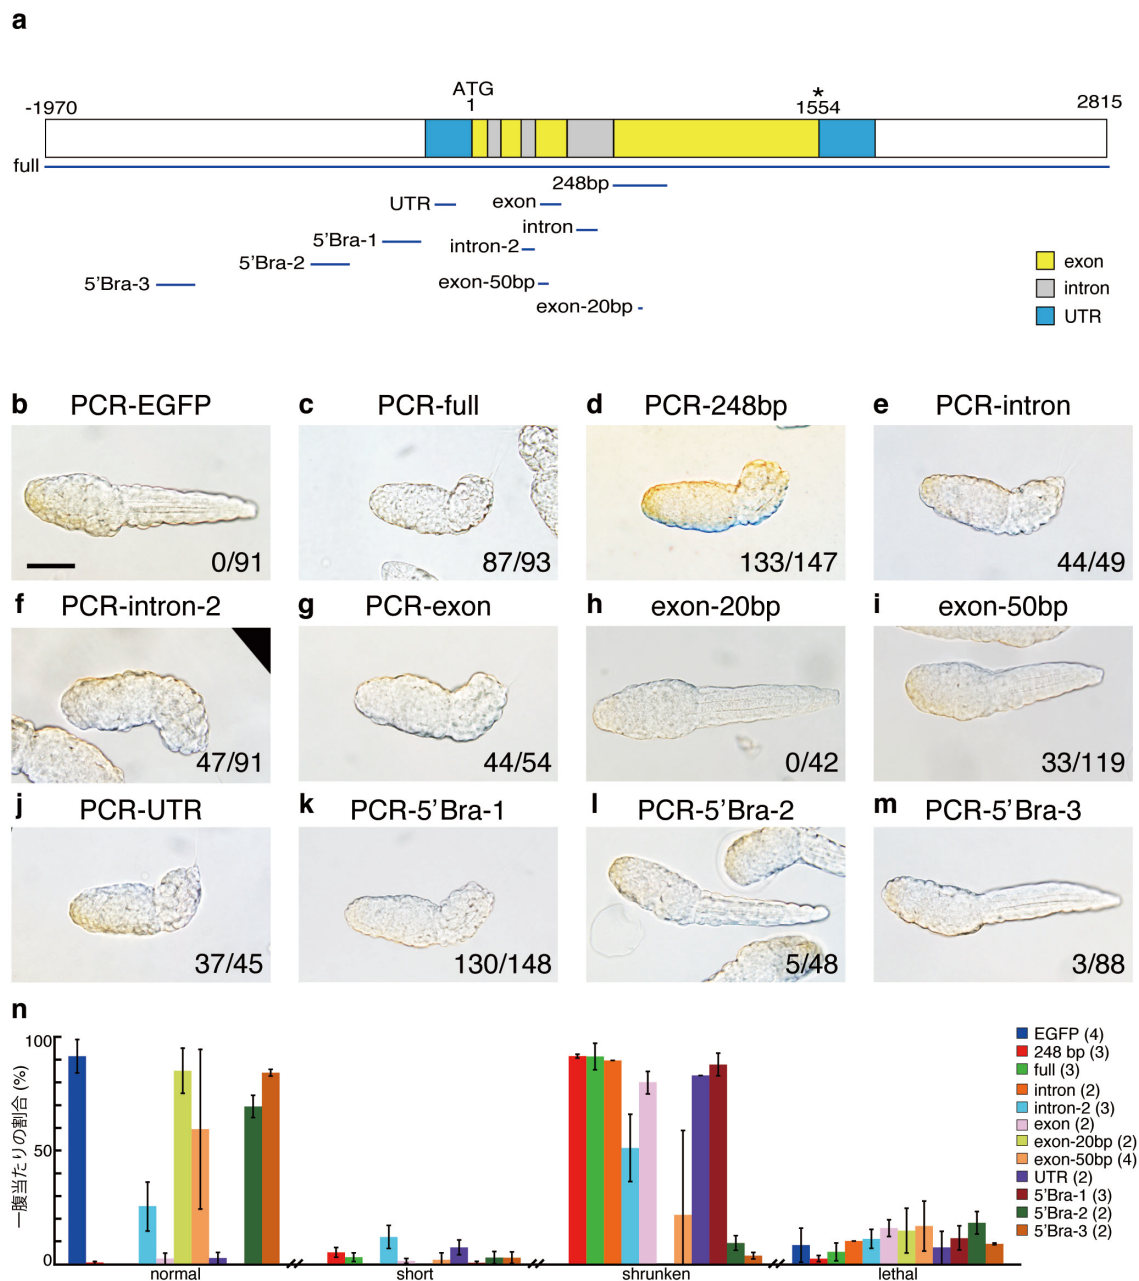 a
ATG
1
*
1554
-1970
2815
full
248bp
UTR
exon
intron
5’Bra-1
intron-2
5’Bra-2
5’Bra-3
exon-50bp
exon-20bp
exon
intron
UTR
b PCR-EGFP
0/91
c PCR-full
87/93
d PCR-248bp
133/147
e PCR-intron
44/49
f PCR-intron-2
47/91
g PCR-exon
44/54
h exon-20bp
0/42
i exon-50bp
33/119
j PCR-UTR
37/45
k PCR-5’Bra-1
130/148
l PCR-5’Bra-2
5/48
m PCR-5’Bra-3
3/88
n
一腹当たりの割合 (%)
100
50
0
normal
short
shrunken
lethal
EGFP (4)
248 bp (3)
full (3)
intron (2)
intron-2 (3)
exon (2)
exon-20bp (2)
exon-50bp (4)
UTR (2)
5’Bra-1 (3)
5’Bra-2 (2)
5’Bra-3 (2)